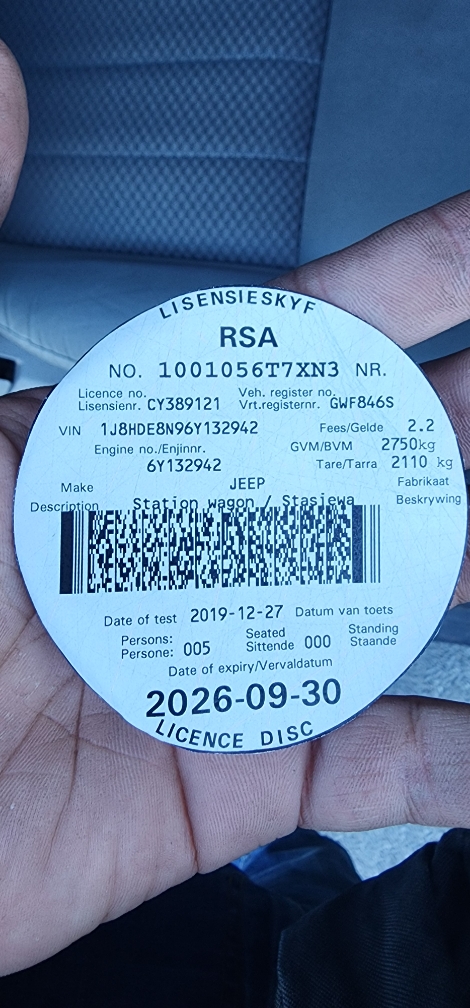 LISENSIESKYF
RSA
NO. 1001056T7XN3 NR.
Licence no. Veh. register no.
Lisensienr. CY389121 Vrt.registernr. GWF846S
VIN 1J8HDE8N96Y132942 Fees/Gelde 2.2
Engine no./Enjinnr. GVM/BVM 2750kg
6Y132942 Tare/Tarra 2110 kg
Make JEEP Fabrikaat
Description Station wagon / Stasiewa Beskrywing
Date of test 2019-12-27 Datum van toets
Persons: Seated Standing
Persone: 005 Sittende 000 Staande
Date of expiry/Vervaldatum
2026-09-30
LICENCE DISC